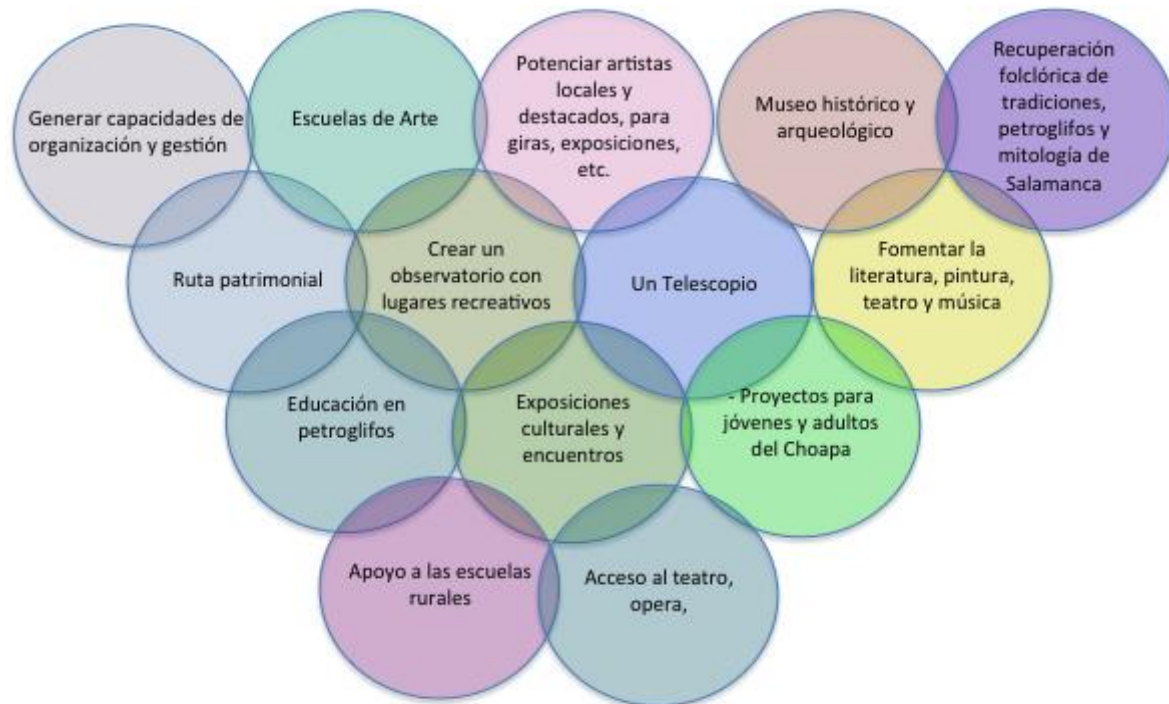 Generar capacidades de
organización y gestión
Escuelas de Arte
Potenciar artistas
locales y
destacados, para
giras, exposiciones,
etc.
Museo histórico y
arqueológico
Recuperación
folclórica de
tradiciones,
petroglifos y
mitología de
Salamanca
Ruta patrimonial
Crear un
observatorio con
lugares recreativos
Un Telescopio
Fomentar la
literatura, pintura,
teatro y música
Educación en
petroglifos
Exposiciones
culturales y
encuentros
- Proyectos para
jóvenes y adultos
del Choapa
Apoyo a las escuelas
rurales
Acceso al teatro,
opera,